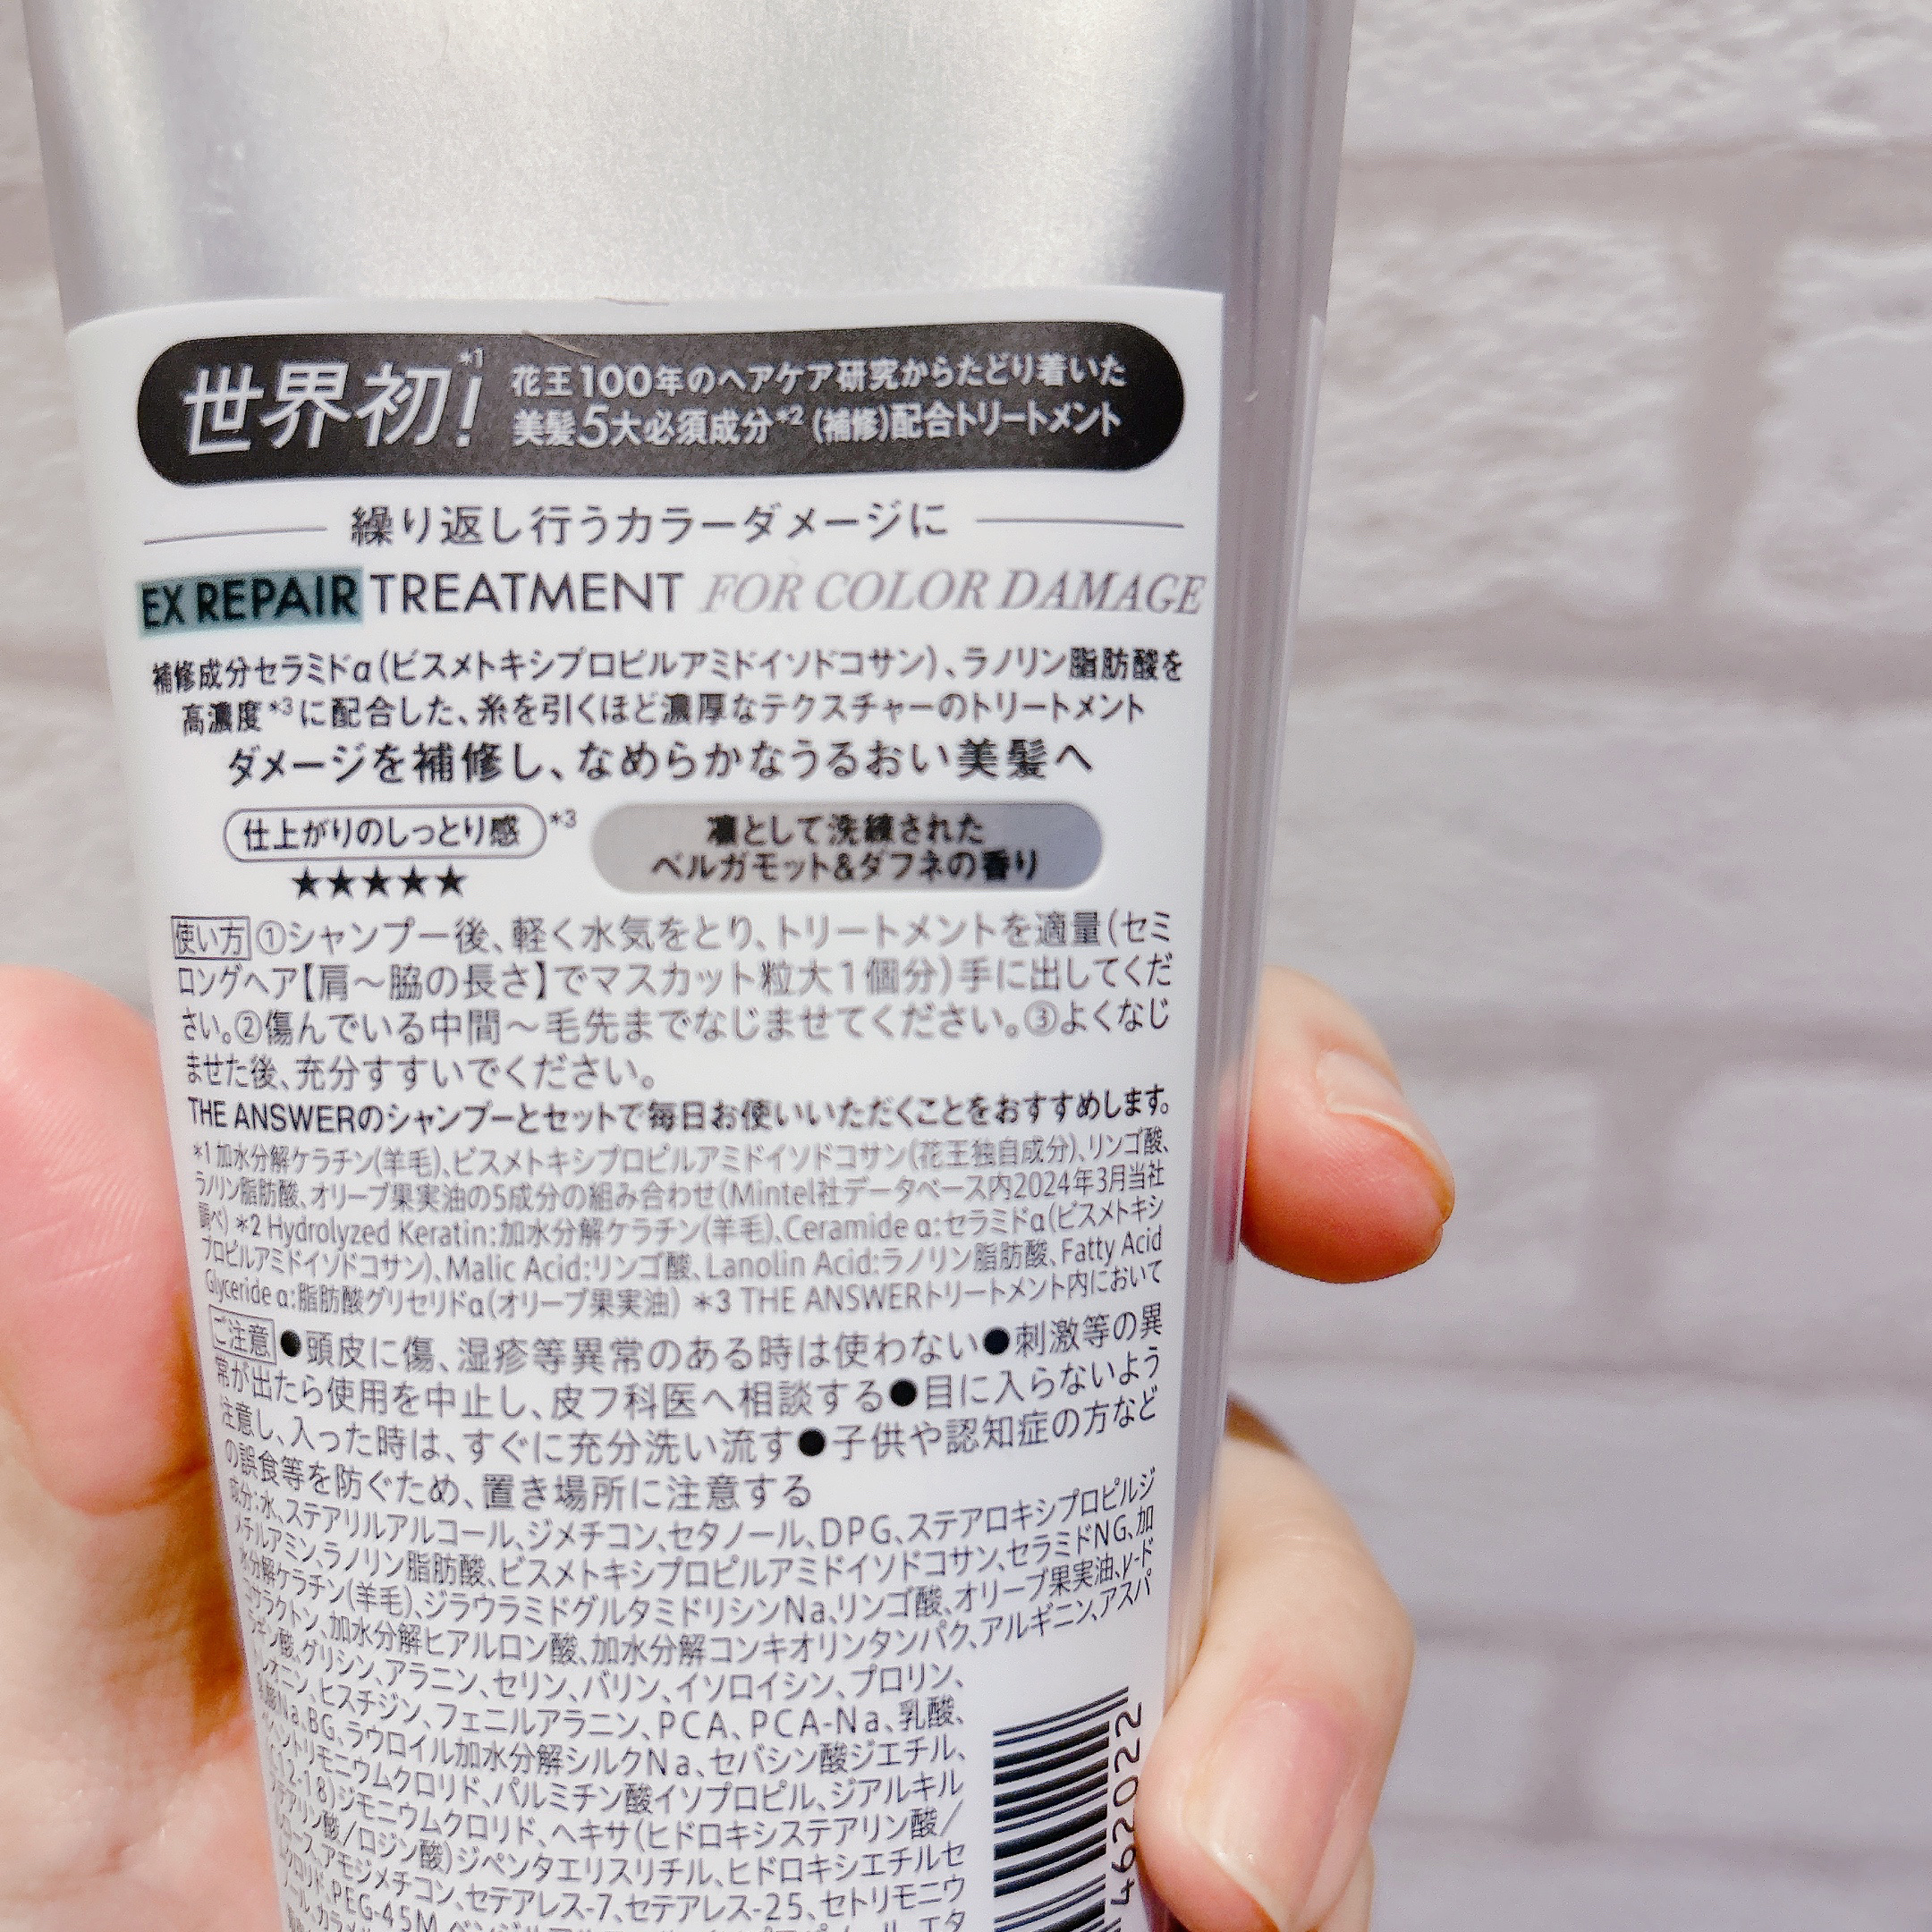 世界初!*1
花王100年のヘアケア研究からたどり着いた
美髪5大必須成分*2 (補修)配合トリートメント
繰り返し行うカラーダメージに
EX REPAIR TREATMENT FOR COLOR DAMAGE
補修成分セラミドα(ビスメトキシプロピルアミドイソドコサン)、ラノリン脂肪酸を
高濃度*3に配合した、糸を引くほど濃厚なテクスチャーのトリートメント
ダメージを補修し、なめらかなうるおい美髪へ
仕上がりのしっとり感*3
★★★★★
凛として洗練された
ベルガモット&ダフネの香り
使い方 ①シャンプー後、軽く水気をとり、トリートメントを適量(セミ
ロングヘア【肩〜脇の長さ】でマスカット粒大1個分)手に出してくだ
さい。②傷んでいる中間〜毛先までなじませてください。③よくなじ
ませた後、充分すすいでください。
THE ANSWERのシャンプーとセットで毎日お使いいただくことをおすすめします。
*1 加水分解ケラチン(羊毛)、ビスメトキシプロピルアミドイソドコサン(花王独自成分)、リンゴ酸、
ラノリン脂肪酸、オリーブ果実油の5成分の組み合わせ(Mintel社データベース内2024年3月当社
調べ) *2 Hydrolyzed Keratin:加水分解ケラチン(羊毛)、Ceramide α:セラミドα(ビスメトキシ
プロピルアミドイソドコサン)、Malic Acid:リンゴ酸、Lanolin Acid:ラノリン脂肪酸、Fatty Acid
Glyceride α:脂肪酸グリセリドα(オリーブ果実油) *3 THE ANSWERトリートメント内において
ご注意 ●頭皮に傷、湿疹等異常のある時は使わない●刺激等の異
常が出たら使用を中止し、皮フ科医へ相談する●目に入らないよう
注意し、入った時は、すぐに充分洗い流す●子供や認知症の方など
の誤食等を防ぐため、置き場所に注意する
成分:水、ステアリルアルコール、ジメチコン、セタノール、DPG、ステアロキシプロピルジ
メチルアミン、ラノリン脂肪酸、ビスメトキシプロピルアミドイソドコサン、セラミドNG、加
水分解ケラチン(羊毛)、ジラウラミドグルタミドリシンNa、リンゴ酸、オリーブ果実油、γ-ド
コサラクトン、加水分解ヒアルロン酸、加水分解コンキオリンタンパク、アルギニン、アスパ
ラギン酸、グリシン、アラニン、セリン、バリン、イソロイシン、プロリン、
レオニン、ヒスチジン、フェニルアラニン、PCA、PCA-Na、乳酸、
酸Na、BG、ラウロイル加水分解シルクNa、セバシン酸ジエチル、
ントリモニウムクロリド、パルミチン酸イソプロピル、ジアルキル
(C12-18)ジモニウムクロリド、ヘキサ(ヒドロキシステアリン酸/
ステアリン酸/ロジン酸)ジペンタエリスリチル、ヒドロキシエチルセ
ルロース、アモジメチコン、セテアレス-7、セテアレス-25、セトリモニウ
ムクロリド、PEG-45M、
462022